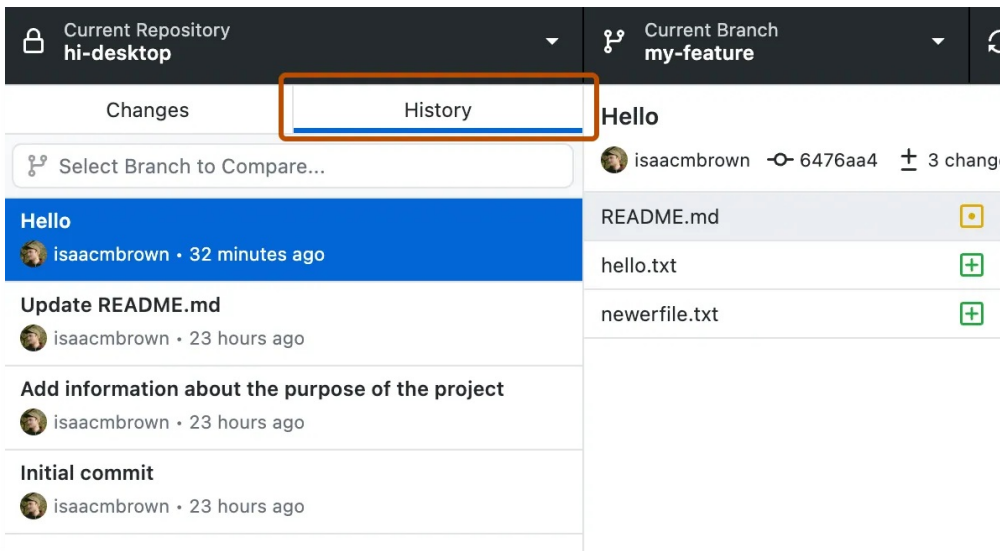 Current Repository
hi-desktop
Current Branch
my-feature
Changes
History
Select Branch to Compare...
Hello
isaacmbrown • 32 minutes ago
Update README.md
isaacmbrown • 23 hours ago
Add information about the purpose of the project
isaacmbrown • 23 hours ago
Initial commit
isaacmbrown • 23 hours ago
Hello
isaacmbrown 6476aa4 3 chang
README.md
hello.txt
newerfile.txt